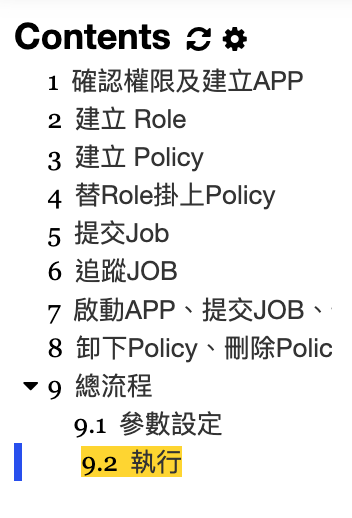 Contents
1 確認權限及建立APP
2 建立 Role
3 建立 Policy
4 替Role掛上Policy
5 提交Job
6 追蹤JOB
7 啟動APP、提交JOB、
8 卸下Policy、刪除Polic
9 總流程
9.1 參數設定
9.2 執行